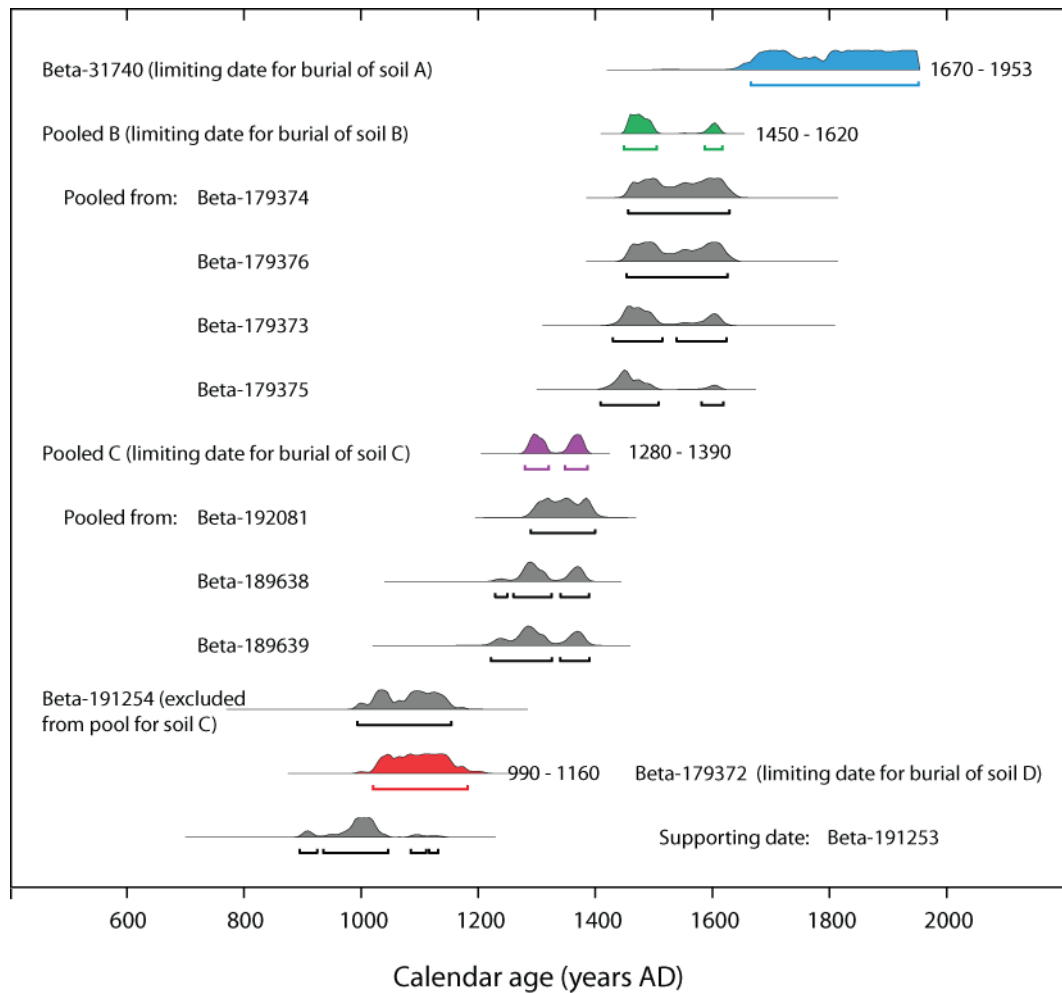 Beta-31740 (limiting date for burial of soil A)
1670 - 1953
Pooled B (limiting date for burial of soil B)
1450 - 1620
Pooled from: Beta-179374
Beta-179376
Beta-179373
Beta-179375
Pooled C (limiting date for burial of soil C)
1280 - 1390
Pooled from: Beta-192081
Beta-189638
Beta-189639
Beta-191254 (excluded
from pool for soil C)
990 - 1160
Beta-179372 (limiting date for burial of soil D)
Supporting date: Beta-191253
600 800 1000 1200 1400 1600 1800 2000
Calendar age (years AD)